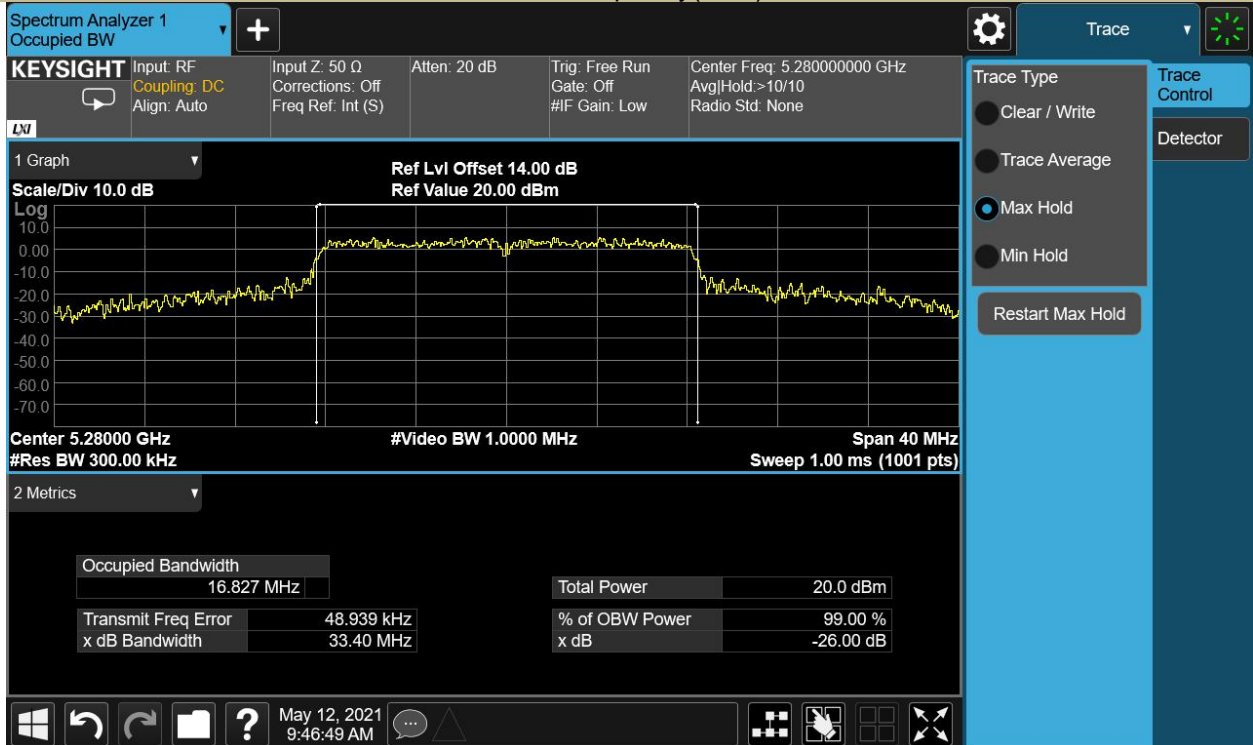 Spectrum Analyzer 1
Occupied BW
+
Trace
KEYSIGHT
LXI
Input: RF
Coupling: DC
Align: Auto
Input Z: 50 Ω
Corrections: Off
Freq Ref: Int (S)
Atten: 20 dB
Trig: Free Run
Gate: Off
#IF Gain: Low
Center Freq: 5.280000000 GHz
Avg|Hold:>10/10
Radio Std: None
Trace Type
Clear / Write
Trace Average
Max Hold
Min Hold
Restart Max Hold
Trace
Control
Detector
1 Graph
Scale/Div 10.0 dB
Ref Lvl Offset 14.00 dB
Ref Value 20.00 dBm
Log
10.0
0.00
-10.0
-20.0
-30.0
-40.0
-50.0
-60.0
-70.0
Center 5.28000 GHz
#Video BW 1.0000 MHz
Span 40 MHz
#Res BW 300.00 kHz
Sweep 1.00 ms (1001 pts)
2 Metrics
Occupied Bandwidth
16.827 MHz
Total Power 20.0 dBm
Transmit Freq Error 48.939 kHz
% of OBW Power 99.00 %
x dB Bandwidth 33.40 MHz
x dB -26.00 dB
?
May 12, 2021
9:46:49 AM